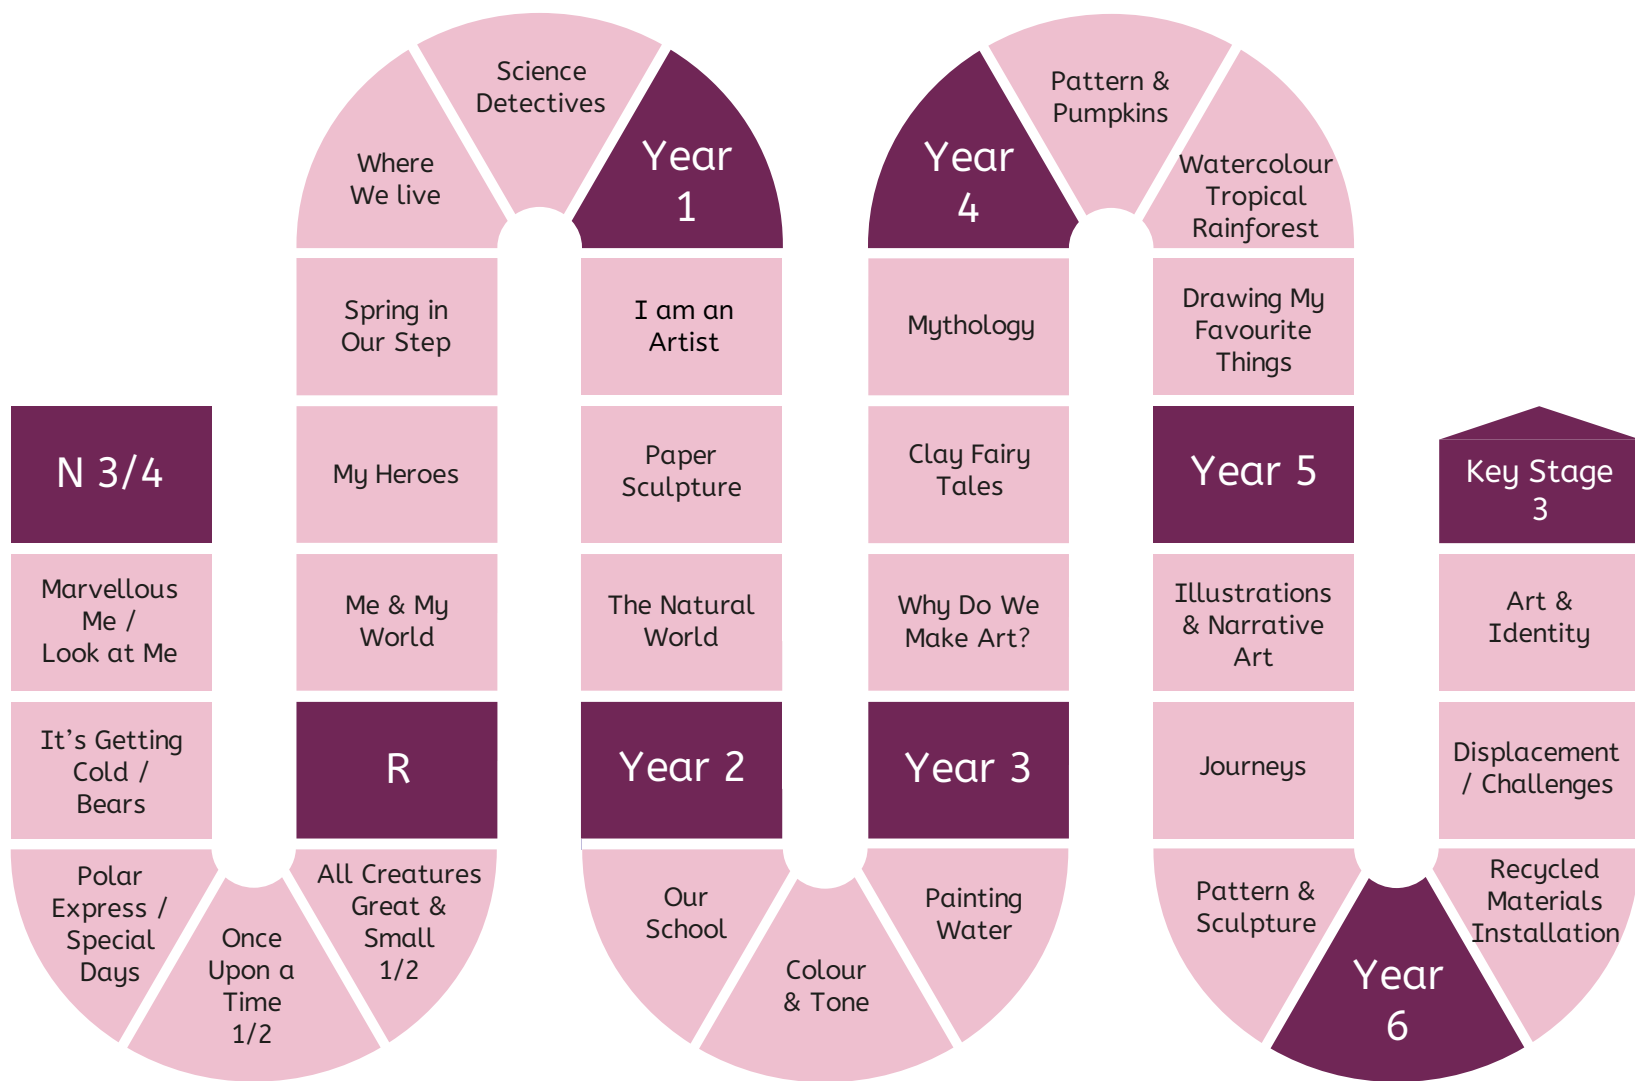 N 3/4
Marvellous
Me /
Look at Me
It’s Getting
Cold /
Bears
Polar
Express /
Special
Days
Once
Upon a
Time
1/2
All Creatures
Great &
Small
1/2
R
Me & My
World
My Heroes
Spring in
Our Step
Where
We live
Science
Detectives
Year
1
I am an
Artist
Paper
Sculpture
The Natural
World
Year 2
Our
School
Colour
& Tone
Painting
Water
Year 3
Why Do We
Make Art?
Clay Fairy
Tales
Mythology
Year
4
Pattern &
Pumpkins
Watercolour
Tropical
Rainforest
Drawing My
Favourite
Things
Year 5
Illustrations
& Narrative
Art
Journeys
Pattern &
Sculpture
Year
6
Recycled
Materials
Installation
Displacement
/ Challenges
Art &
Identity
Key Stage
3